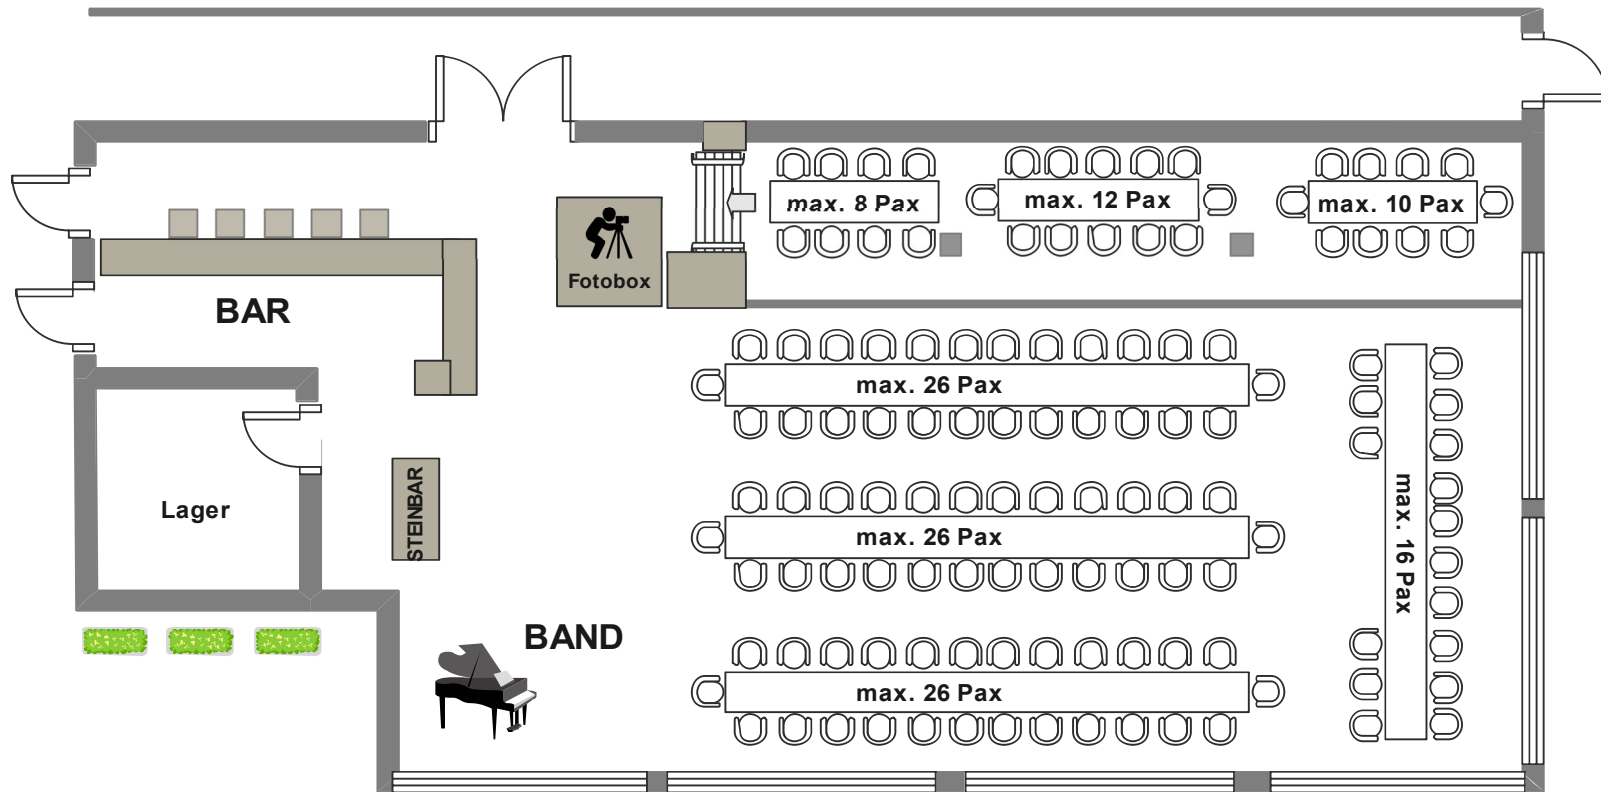 max. 8 Pax
max. 12 Pax
max. 10 Pax
Fotobox
BAR
max. 26 Pax
Lager
STEINBAR
max. 26 Pax
max. 16 Pax
BAND
max. 26 Pax